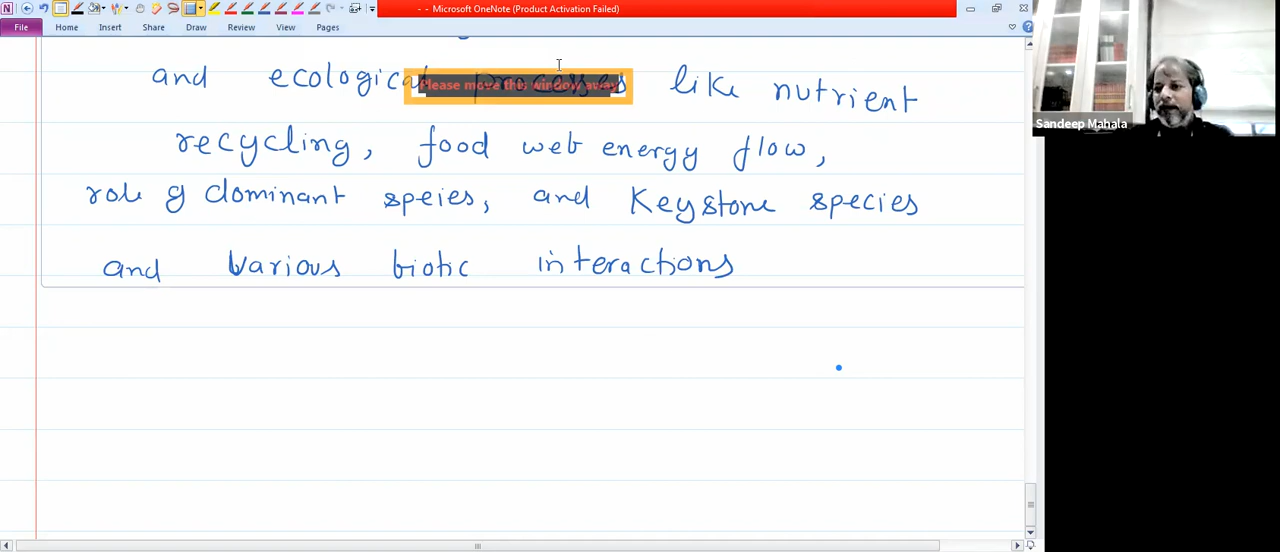 - - Microsoft OneNote (Product Activation Failed)
File Home Insert Share Draw Review View Pages
and ecological processes like nutrient
Please move this window away
Sandeep Mahala
recycling, food web energy flow,
role of dominant speies, and Keystone species
and various biotic interactions